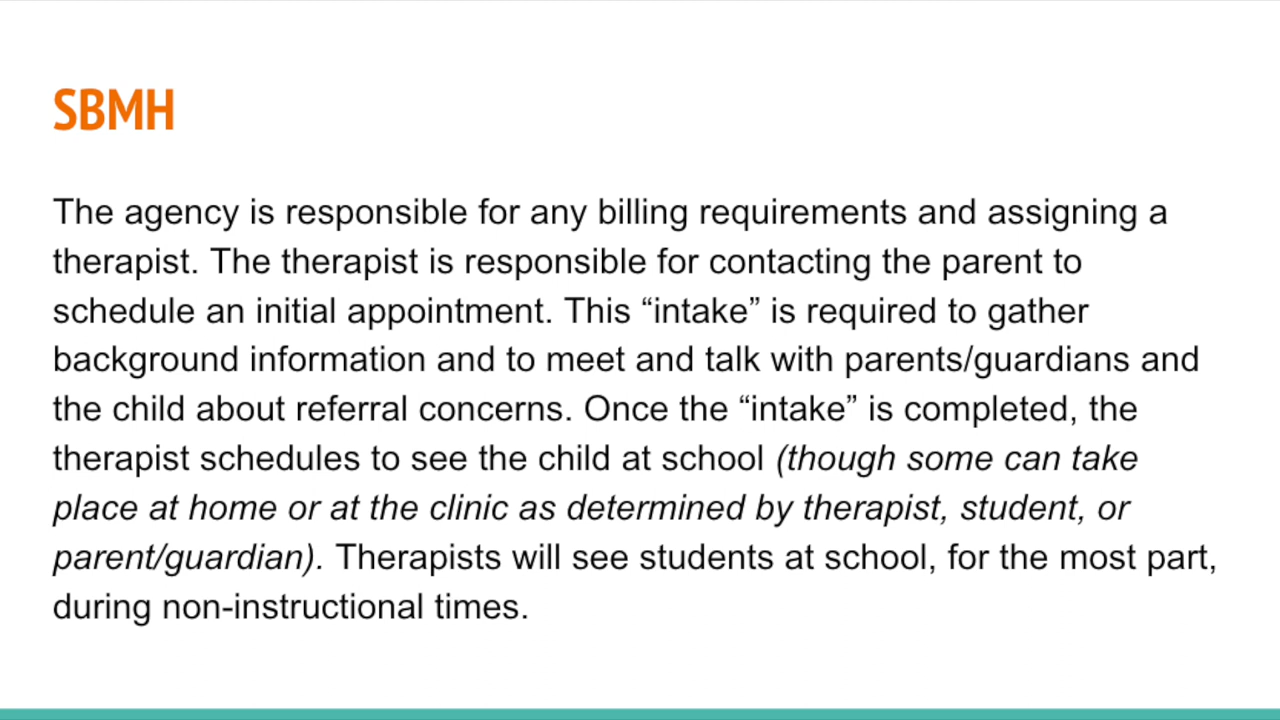 SBMH
The agency is responsible for any billing requirements and assigning a
therapist. The therapist is responsible for contacting the parent to
schedule an initial appointment. This “intake” is required to gather
background information and to meet and talk with parents/guardians and
the child about referral concerns. Once the “intake” is completed, the
therapist schedules to see the child at school (though some can take
place at home or at the clinic as determined by therapist, student, or
parent/guardian). Therapists will see students at school, for the most part,
during non-instructional times.